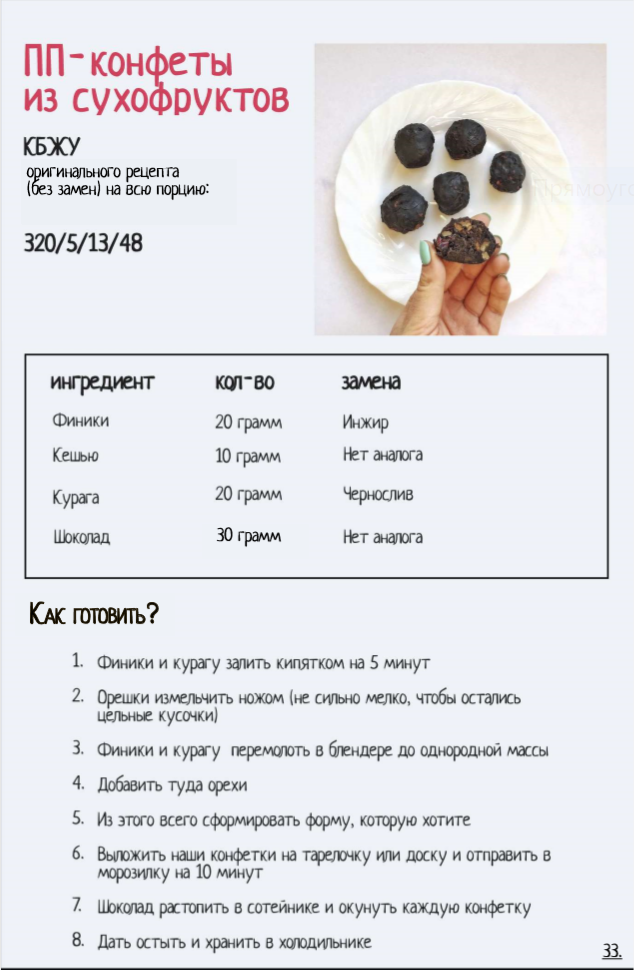 ПП-конфеты
из сухофруктов
КБЖУ
оригинального рецепта
(без замен) на всю порцию:
320/5/13/48
ингредиент кол-во замена
Финики 20 грамм Инжир
Кешью 10 грамм Нет аналога
Курага 20 грамм Чернослив
Шоколад 30 грамм Нет аналога
Как готовить?
1. Финики и курагу залить кипятком на 5 минут
2. Орешки измельчить ножом (не сильно мелко, чтобы остались
цельные кусочки)
3. Финики и курагу перемолоть в блендере до однородной массы
4. Добавить туда орехи
5. Из этого всего сформировать форму, которую хотите
6. Выложить наши конфетки на тарелочку или доску и отправить в
морозилку на 10 минут
7. Шоколад растопить в сотейнике и окунуть каждую конфетку
8. Дать остыть и хранить в холодильнике
33.